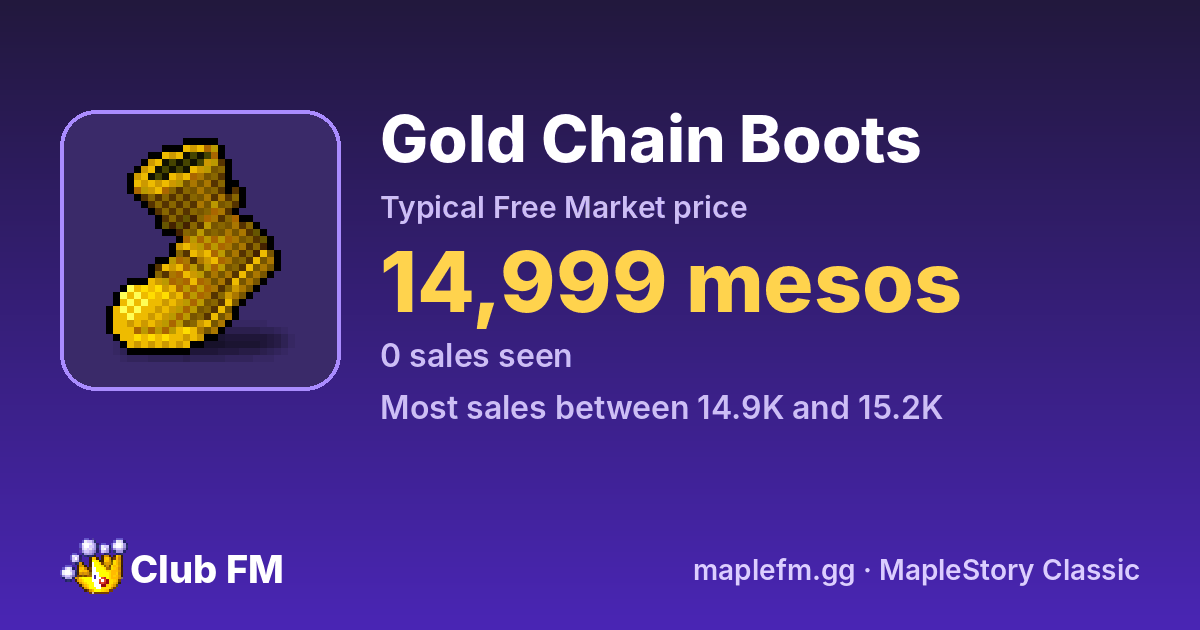 Gold Chain Boots
Typical Free Market price
14,999 mesos
0 sales seen
Most sales between 14.9K and 15.2K
Club FM
maplefm.gg · MapleStory Classic